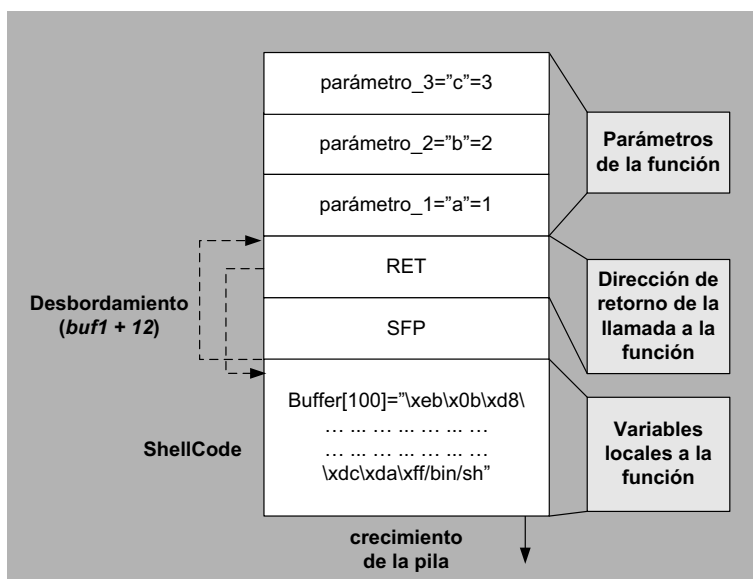 parámetro_3=”c”=3
parámetro_2=”b”=2
parámetro_1=”a”=1
RET
SFP
Buffer[100]=”\xeb\x0b\xd8\
… ... … ... … ... …
… ... … ... … ... …
\xdc\xda\xff/bin/sh”
Desbordamiento
(buf1 + 12)
ShellCode
Parámetros
de la función
Dirección de
retorno de la
llamada a la
función
Variables
locales a la
función
crecimiento
de la pila